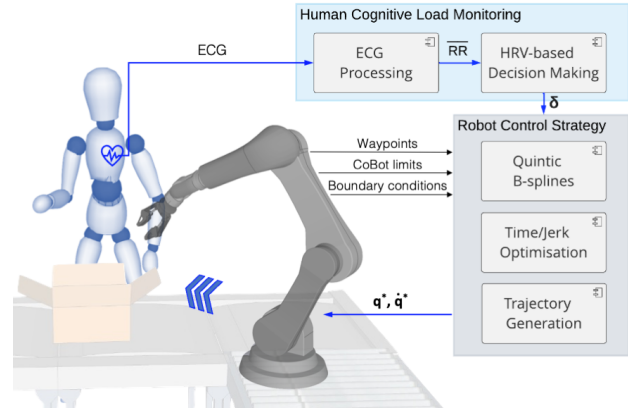 Human Cognitive Load Monitoring
ECG
ECG
Processing
RR
HRV-based
Decision Making
δ
Robot Control Strategy
Waypoints
CoBot limits
Boundary conditions
Quintic
B-splines
Time/Jerk
Optimisation
q*, q̇*
Trajectory
Generation